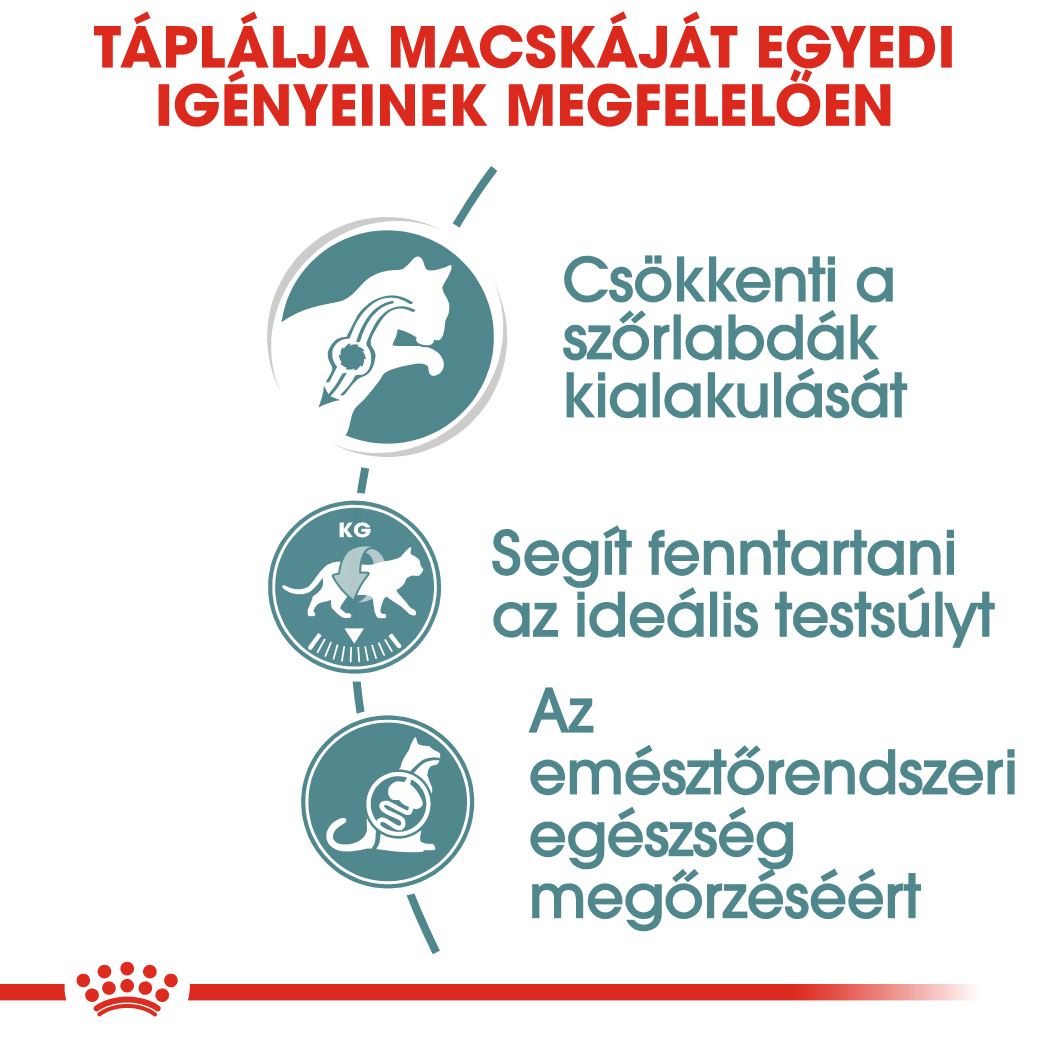 TÁPLÁLJA MACSKÁJÁT EGYEDI
IGÉNYEINEK MEGFELELŐEN
Csökkenti a
szőrlabdák
kialakulását
KG
Segít fenntartani
az ideális testsúlyt
Az
emésztőrendszeri
egészség
megőrzéséért